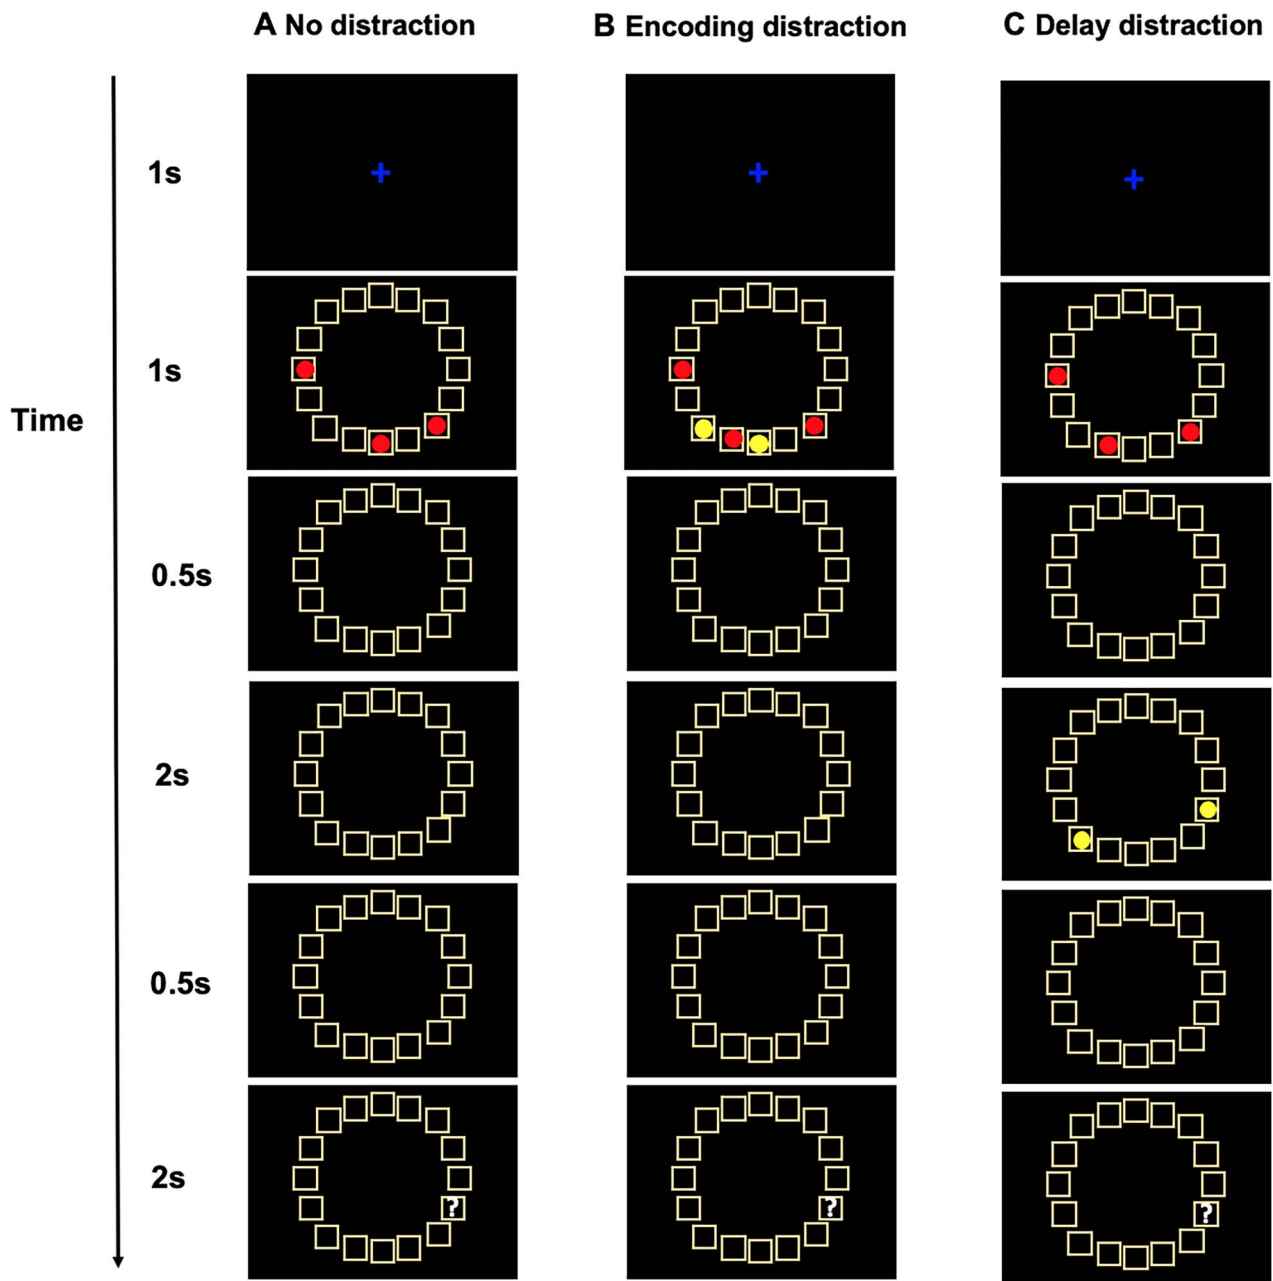 A No distraction
B Encoding distraction
C Delay distraction
1s
1s
Time
0.5s
2s
0.5s
2s
? ? ?